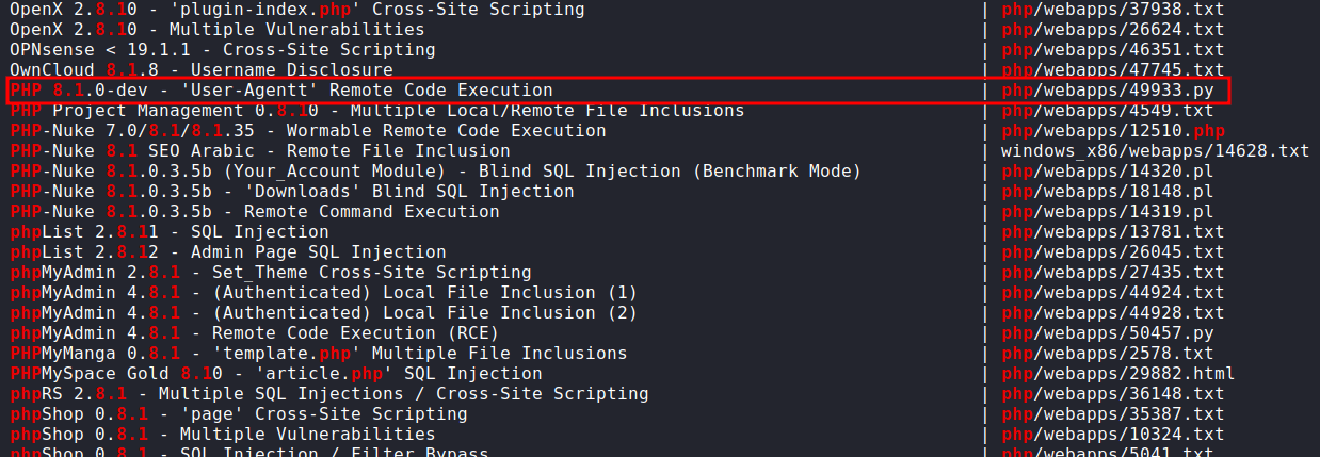 OpenX 2.8.10 - 'plugin-index.php' Cross-Site Scripting | php/webapps/37938.txt
OpenX 2.8.10 - Multiple Vulnerabilities | php/webapps/26624.txt
OPNsense < 19.1.1 - Cross-Site Scripting | php/webapps/46351.txt
OwnCloud 8.1.8 - Username Disclosure | php/webapps/47745.txt
PHP 8.1.0-dev - 'User-Agentt' Remote Code Execution | php/webapps/49933.py
PHP Project Management 0.8.10 - Multiple Local/Remote File Inclusions | php/webapps/4549.txt
PHP-Nuke 7.0/8.1/8.1.35 - Wormable Remote Code Execution | php/webapps/12510.php
PHP-Nuke 8.1 SEO Arabic - Remote File Inclusion | windows_x86/webapps/14628.txt
PHP-Nuke 8.1.0.3.5b (Your_Account Module) - Blind SQL Injection (Benchmark Mode) | php/webapps/14320.pl
PHP-Nuke 8.1.0.3.5b - 'Downloads' Blind SQL Injection | php/webapps/18148.pl
PHP-Nuke 8.1.0.3.5b - Remote Command Execution | php/webapps/14319.pl
phpList 2.8.11 - SQL Injection | php/webapps/13781.txt
phpList 2.8.12 - Admin Page SQL Injection | php/webapps/26045.txt
phpMyAdmin 2.8.1 - Set_Theme Cross-Site Scripting | php/webapps/27435.txt
phpMyAdmin 4.8.1 - (Authenticated) Local File Inclusion (1) | php/webapps/44924.txt
phpMyAdmin 4.8.1 - (Authenticated) Local File Inclusion (2) | php/webapps/44928.txt
phpMyAdmin 4.8.1 - Remote Code Execution (RCE) | php/webapps/50457.py
PHPMyManga 0.8.1 - 'template.php' Multiple File Inclusions | php/webapps/2578.txt
PHPMySpace Gold 8.10 - 'article.php' SQL Injection | php/webapps/29882.html
phpRS 2.8.1 - Multiple SQL Injections / Cross-Site Scripting | php/webapps/36148.txt
phpShop 0.8.1 - 'page' Cross-Site Scripting | php/webapps/35387.txt
phpShop 0.8.1 - Multiple Vulnerabilities | php/webapps/10324.txt
phpShop 0.8.1 - SQL Injection / Filter Bypass | php/webapps/5041.txt